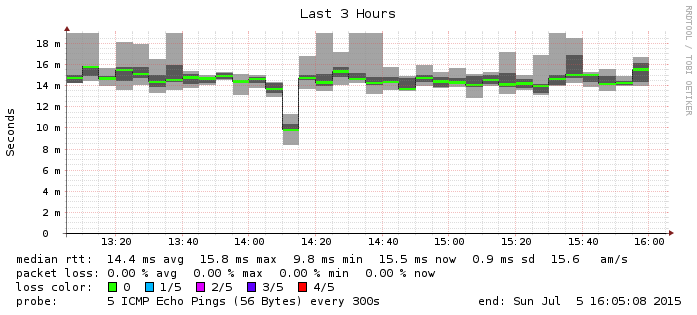 Last 3 Hours
RRDTOOL / TOBI OETIKER
Seconds
18 m
16 m
14 m
12 m
10 m
8 m
6 m
4 m
2 m
0
13:20 13:40 14:00 14:20 14:40 15:00 15:20 15:40 16:00
median rtt: 14.4 ms avg 15.8 ms max 9.8 ms min 15.5 ms now 0.9 ms sd 15.6 am/s
packet loss: 0.00 % avg 0.00 % max 0.00 % min 0.00 % now
loss color: 0 1/5 2/5 3/5 4/5
probe: 5 ICMP Echo Pings (56 Bytes) every 300s end: Sun Jul 5 16:05:08 2015